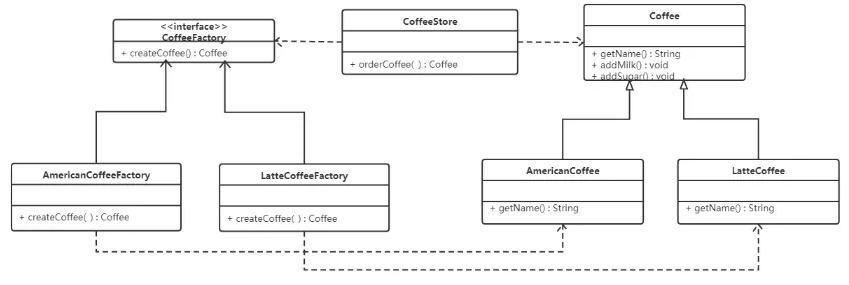 <<interface>>
CoffeeFactory
+ createCoffee() : Coffee
CoffeeStore
+ orderCoffee( ) : Coffee
Coffee
+ getName() : String
+ addMilk() : void
+ addSugar() : void
AmericanCoffeeFactory
+ createCoffee( ) : Coffee
LatteCoffeeFactory
+ createCoffee( ) : Coffee
AmericanCoffee
+ getName() : String
LatteCoffee
+ getName() : String